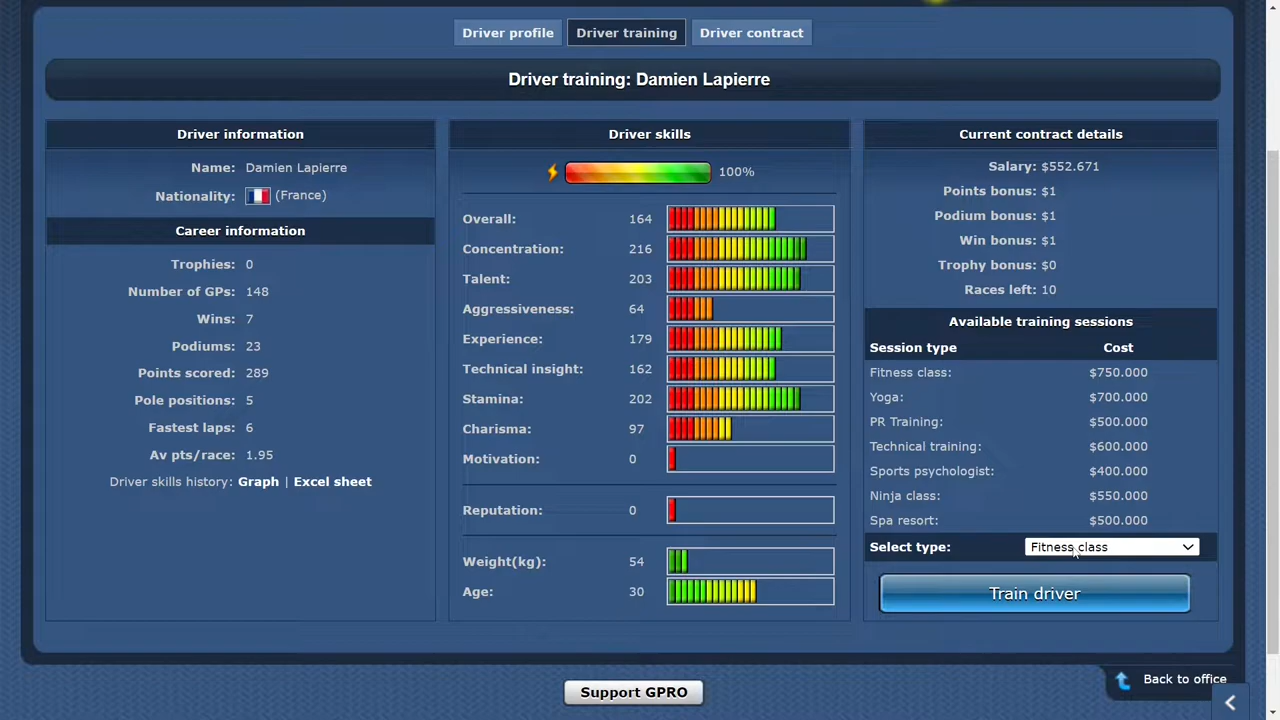 Driver profile
Driver training
Driver contract
Driver training: Damien Lapierre
Driver information
Name: Damien Lapierre
Nationality: (France)
Career information
Trophies: 0
Number of GPs: 148
Wins: 7
Podiums: 23
Points scored: 289
Pole positions: 5
Fastest laps: 6
Av pts/race: 1.95
Driver skills history: Graph | Excel sheet
Driver skills
100%
Overall: 164
Concentration: 216
Talent: 203
Aggressiveness: 64
Experience: 179
Technical insight: 162
Stamina: 202
Charisma: 97
Motivation: 0
Reputation: 0
Weight(kg): 54
Age: 30
Current contract details
Salary: $552.671
Points bonus: $1
Podium bonus: $1
Win bonus: $1
Trophy bonus: $0
Races left: 10
Available training sessions
Session type Cost
Fitness class: $750.000
Yoga: $700.000
PR Training: $500.000
Technical training: $600.000
Sports psychologist: $400.000
Ninja class: $550.000
Spa resort: $500.000
Select type: Fitness class
Train driver
Back to office
Support GPRO